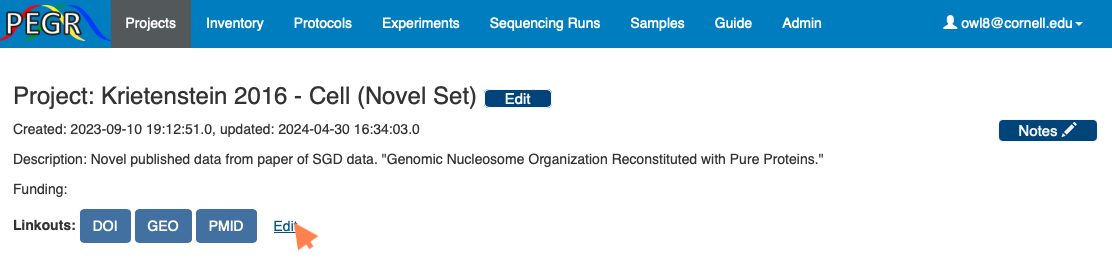 PEGR Projects Inventory Protocols Experiments Sequencing Runs Samples Guide Admin owl8@cornell.edu
Project: Krietenstein 2016 - Cell (Novel Set) Edit
Created: 2023-09-10 19:12:51.0, updated: 2024-04-30 16:34:03.0 Notes
Description: Novel published data from paper of SGD data. "Genomic Nucleosome Organization Reconstituted with Pure Proteins."
Funding:
Linkouts: DOI GEO PMID Edit